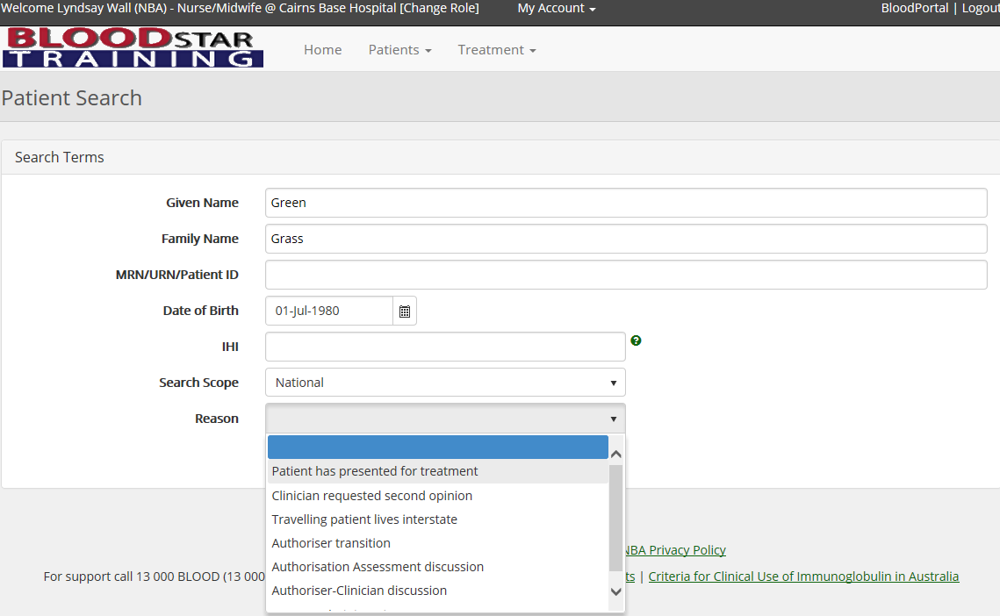 Welcome Lyndsay Wall (NBA) - Nurse/Midwife @ Cairns Base Hospital [Change Role] My Account BloodPortal | Logout
BLOODSTAR
TRAINING
Home Patients Treatment
Patient Search
Search Terms
Given Name Green
Family Name Grass
MRN/URN/Patient ID
Date of Birth 01-Jul-1980
IHI
Search Scope National
Reason
Patient has presented for treatment
Clinician requested second opinion
Travelling patient lives interstate
Authoriser transition
Authorisation Assessment discussion
Authoriser-Clinician discussion
NBA Privacy Policy
For support call 13 000 BLOOD (13 000 ts | Criteria for Clinical Use of Immunoglobulin in Australia